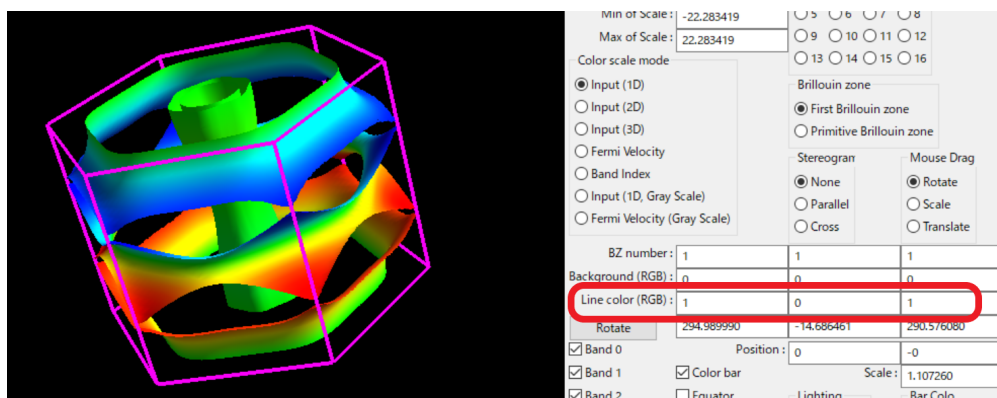 Min of Scale : -22.283419
Max of Scale : 22.283419
5 6 7 8
9 10 11 12
13 14 15 16
Color scale mode
Input (1D)
Input (2D)
Input (3D)
Fermi Velocity
Band Index
Input (1D, Gray Scale)
Fermi Velocity (Gray Scale)
Brillouin zone
First Brillouin zone
Primitive Brillouin zone
Stereogram
None
Parallel
Cross
Mouse Drag
Rotate
Scale
Translate
BZ number : 1 1 1
Background (RGB) : 0 0 0
Line color (RGB) : 1 0 1
Rotate 294.989990 -14.686461 290.576080
Band 0 Position : 0 -0
Band 1 Color bar Scale : 1.107260
Band 2 Equator Lighting Bar Colo